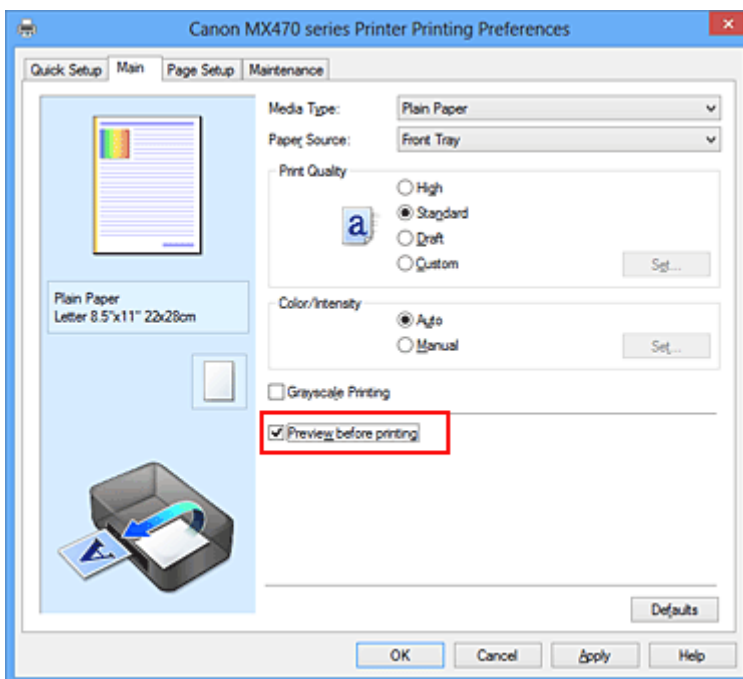 Canon MX470 series Printer Printing Preferences
Quick Setup Main Page Setup Maintenance
Media Type: Plain Paper
Paper Source: Front Tray
Print Quality
High
a Standard
Draft
Custom Set...
Plain Paper
Letter 8.5"x11" 22x28cm
Color/Intensity
Auto
Manual Set...
Grayscale Printing
Preview before printing
A
Defaults
OK Cancel Apply Help